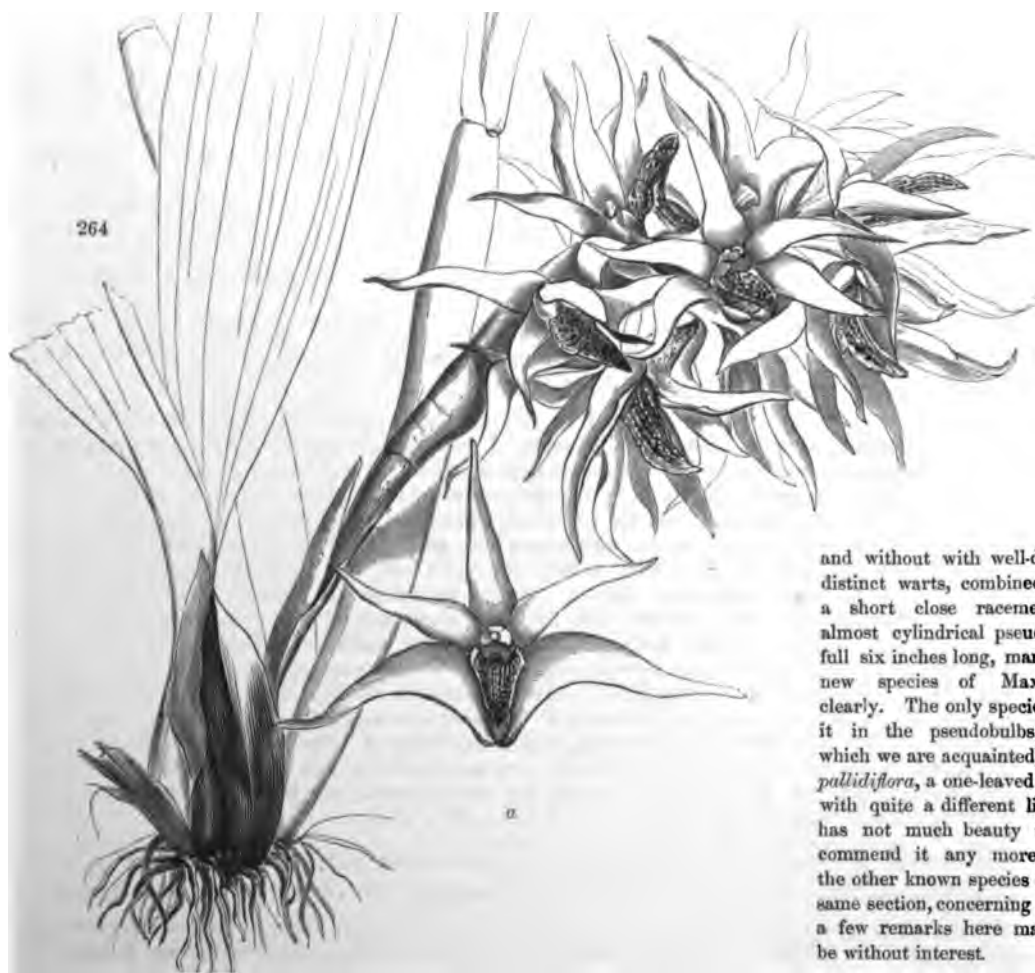 264
a
and without with well-d
distinct warts, combine
a short close raceme
almost cylindrical pseu
full six inches long, mar
new species of Max
clearly. The only speci
it in the pseudobulbs
which we are acquainted
pallidiflora, a one-leaved
with quite a different li
has not much beauty
commend it any more
the other known species
same section, concerning
a few remarks here ma
be without interest.